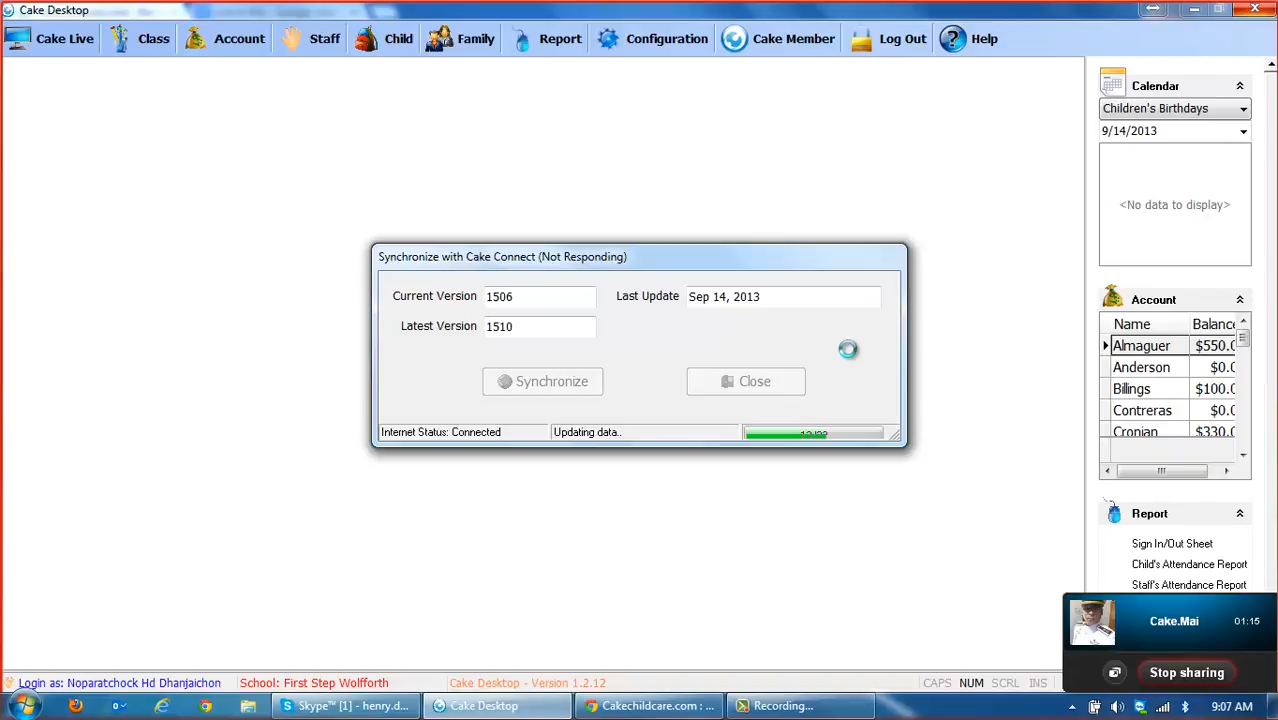 Cake Desktop
Cake Live Class Account Staff Child Family Report Configuration Cake Member Log Out Help
Calendar
Children's Birthdays
9/14/2013
<No data to display>
Synchronize with Cake Connect (Not Responding)
Current Version 1506 Last Update Sep 14, 2013
Latest Version 1510
Synchronize Close
Internet Status: Connected Updating data..
Account
Name Balance
Almaguer $550.0
Anderson $0.0
Billings $100.0
Contreras $0.0
Cronian $330.0
Report
Sign In/Out Sheet
Child's Attendance Report
Staff's Attendance Report
Cake.Mai 01:15
Stop sharing
Login as: Noparatchock Hd Dhanjaichon School: First Step Wolfforth Cake Desktop - Version 1.2.12 CAPS NUM SCRL INS
Skype™ [1] - henry.d... Cake Desktop Cakechildcare.com : ... Recording... 9:07 AM